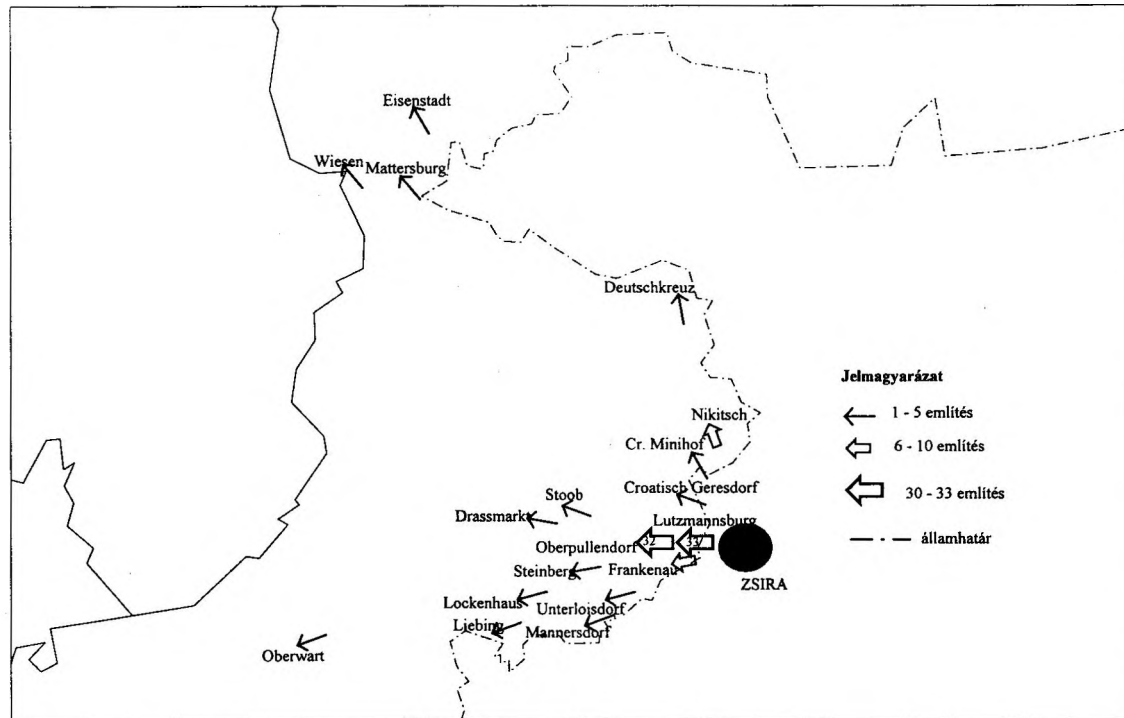 Eisenstadt
Wiesen
Mattersburg
Deutschkreuz
Jelmagyarázat
1 - 5 említés
6 - 10 említés
30 - 33 említés
államhatár
Nikitsch
Cr. Minihof
Croatisch Geresdorf
Stoob
Drassmarkt
Lutzmannsburg
32
33
Oberpullendorf
Steinberg
Frankenau
ZSIRA
Lockenhaus
Unterloisdorf
Liebing
Mannersdorf
Oberwart